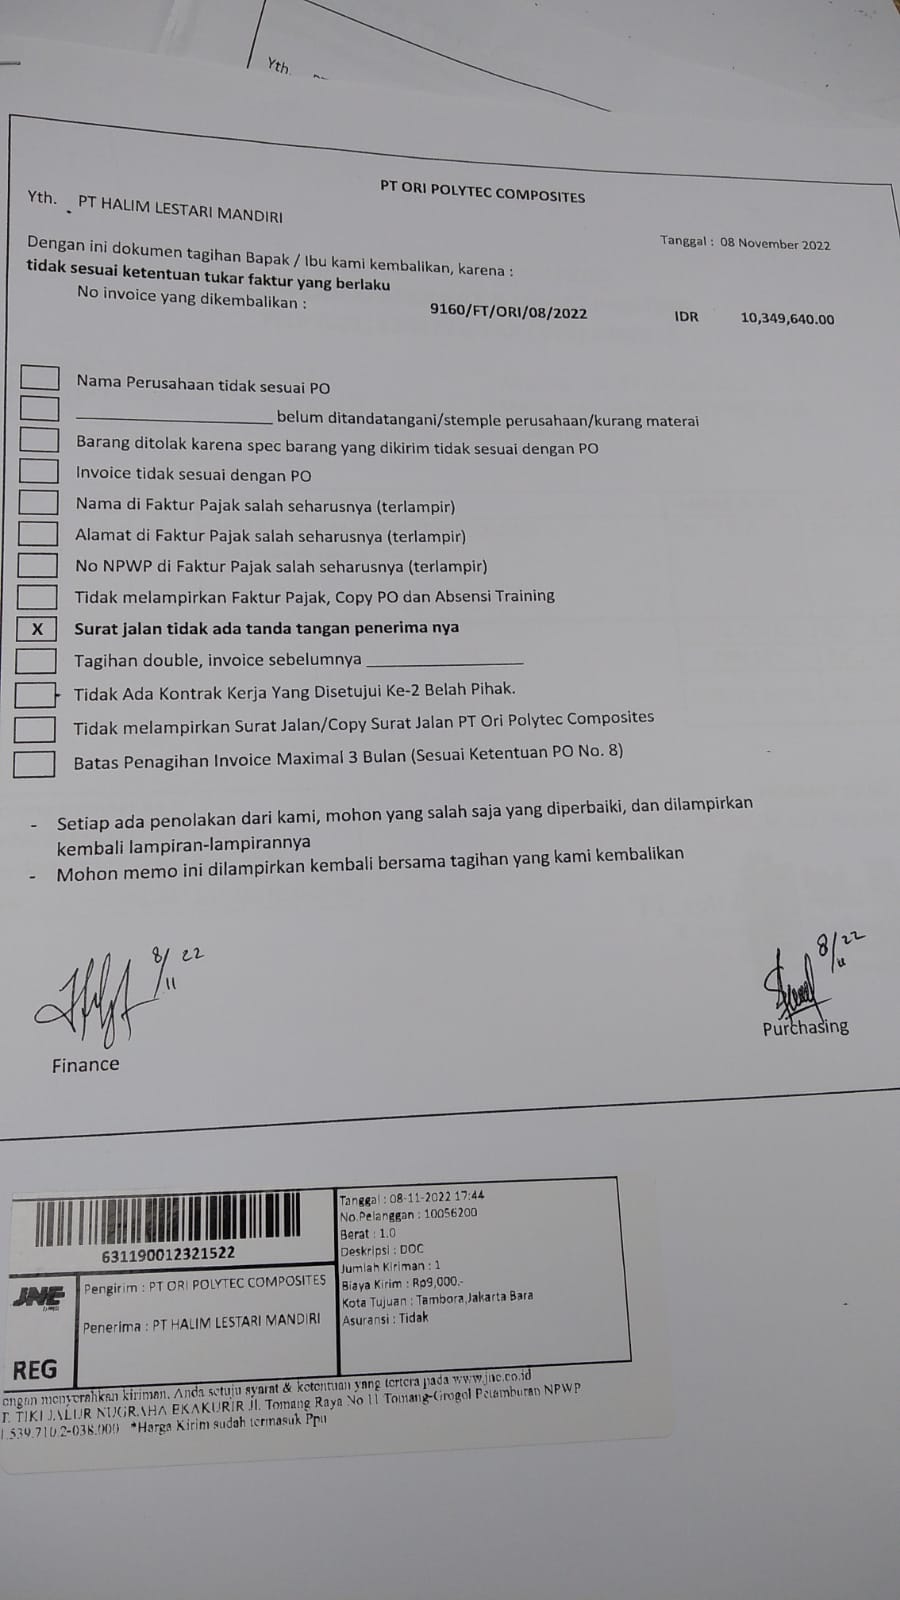 Yth.
PT ORI POLYTEC COMPOSITES
Yth. PT HALIM LESTARI MANDIRI
Tanggal : 08 November 2022
Dengan ini dokumen tagihan Bapak / Ibu kami kembalikan, karena :
tidak sesuai ketentuan tukar faktur yang berlaku
No invoice yang dikembalikan : 9160/FT/ORI/08/2022 IDR 10,349,640.00
Nama Perusahaan tidak sesuai PO
____________________ belum ditandatangani/stemple perusahaan/kurang materai
Barang ditolak karena spec barang yang dikirim tidak sesuai dengan PO
Invoice tidak sesuai dengan PO
Nama di Faktur Pajak salah seharusnya (terlampir)
Alamat di Faktur Pajak salah seharusnya (terlampir)
No NPWP di Faktur Pajak salah seharusnya (terlampir)
Tidak melampirkan Faktur Pajak, Copy PO dan Absensi Training
X Surat jalan tidak ada tanda tangan penerima nya
Tagihan double, invoice sebelumnya ________________
Tidak Ada Kontrak Kerja Yang Disetujui Ke-2 Belah Pihak.
Tidak melampirkan Surat Jalan/Copy Surat Jalan PT Ori Polytec Composites
Batas Penagihan Invoice Maximal 3 Bulan (Sesuai Ketentuan PO No. 8)
- Setiap ada penolakan dari kami, mohon yang salah saja yang diperbaiki, dan dilampirkan
kembali lampiran-lampirannya
- Mohon memo ini dilampirkan kembali bersama tagihan yang kami kembalikan
8/11 22
8/11 22
Finance
Purchasing
631190012321522
JNE
REG
Pengirim : PT ORI POLYTEC COMPOSITES
Penerima : PT HALIM LESTARI MANDIRI
Tanggal : 08-11-2022 17:44
No.Pelanggan : 10056200
Berat : 1.0
Deskripsi : DOC
Jumlah Kiriman : 1
Biaya Kirim : Rp9,000.-
Kota Tujuan : Tambora,Jakarta Bara
Asuransi : Tidak
engan menyerahkan kiriman, Anda setuju syarat & ketentuan yang tertera pada www.jne.co.id
T. TIKI JALUR NUGRAHA EKAKURIR Jl. Tomang Raya No 11 Tomang-Grogol Petamburan NPWP
1.539.710.2-038.000 *Harga Kirim sudah termasuk Ppn